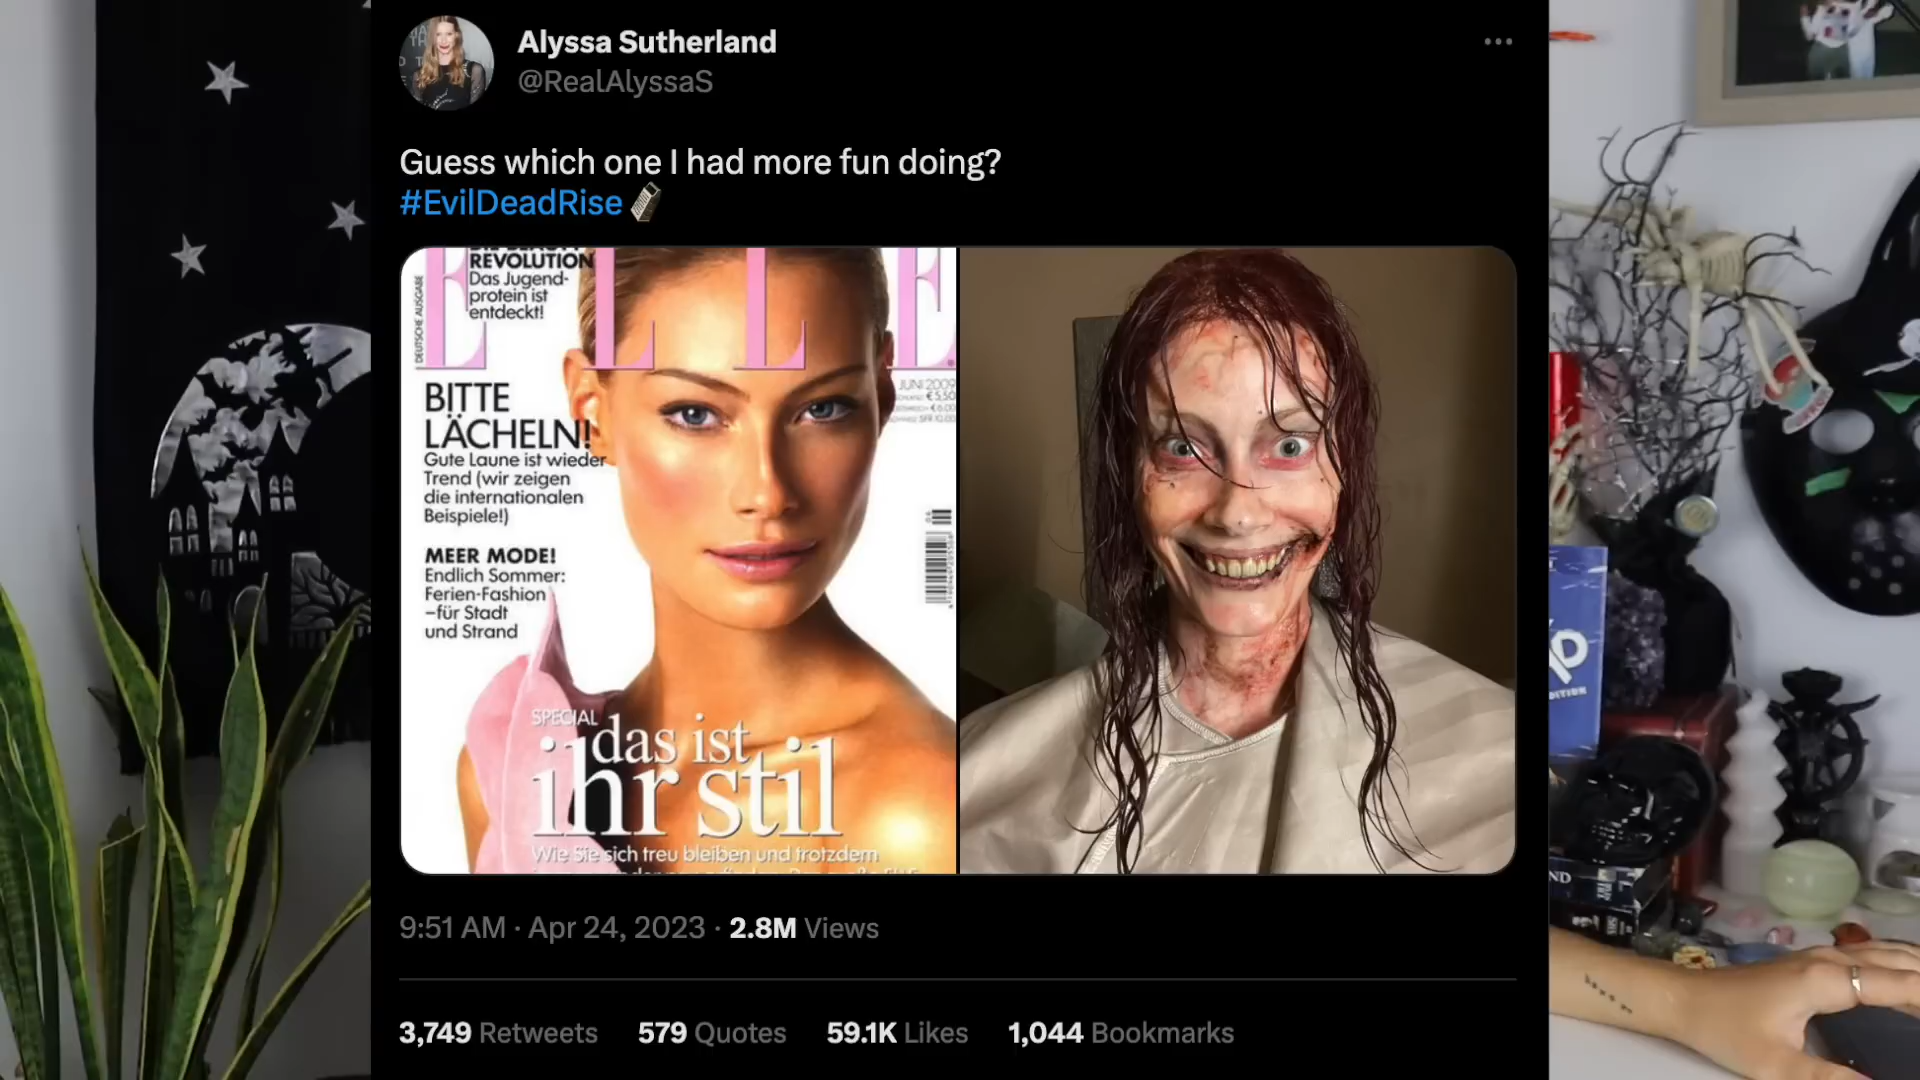 Alyssa Sutherland
@RealAlyssaS
Guess which one I had more fun doing?
#EvilDeadRise
ELLE
REVOLUTION
Das Jugend-
protein ist
entdeckt!
DEUTSCHE AUSGABE
JUNI 2009
€5,50
BITTE
LÄCHELN!
Gute Laune ist wieder
Trend (wir zeigen
die internationalen
Beispiele!)
MEER MODE!
Endlich Sommer:
Ferien-Fashion
–für Stadt
und Strand
SPECIAL
das ist
ihr stil
Wie Sie sich treu bleiben und trotzdem
9:51 AM · Apr 24, 2023 · 2.8M Views
3,749 Retweets 579 Quotes 59.1K Likes 1,044 Bookmarks